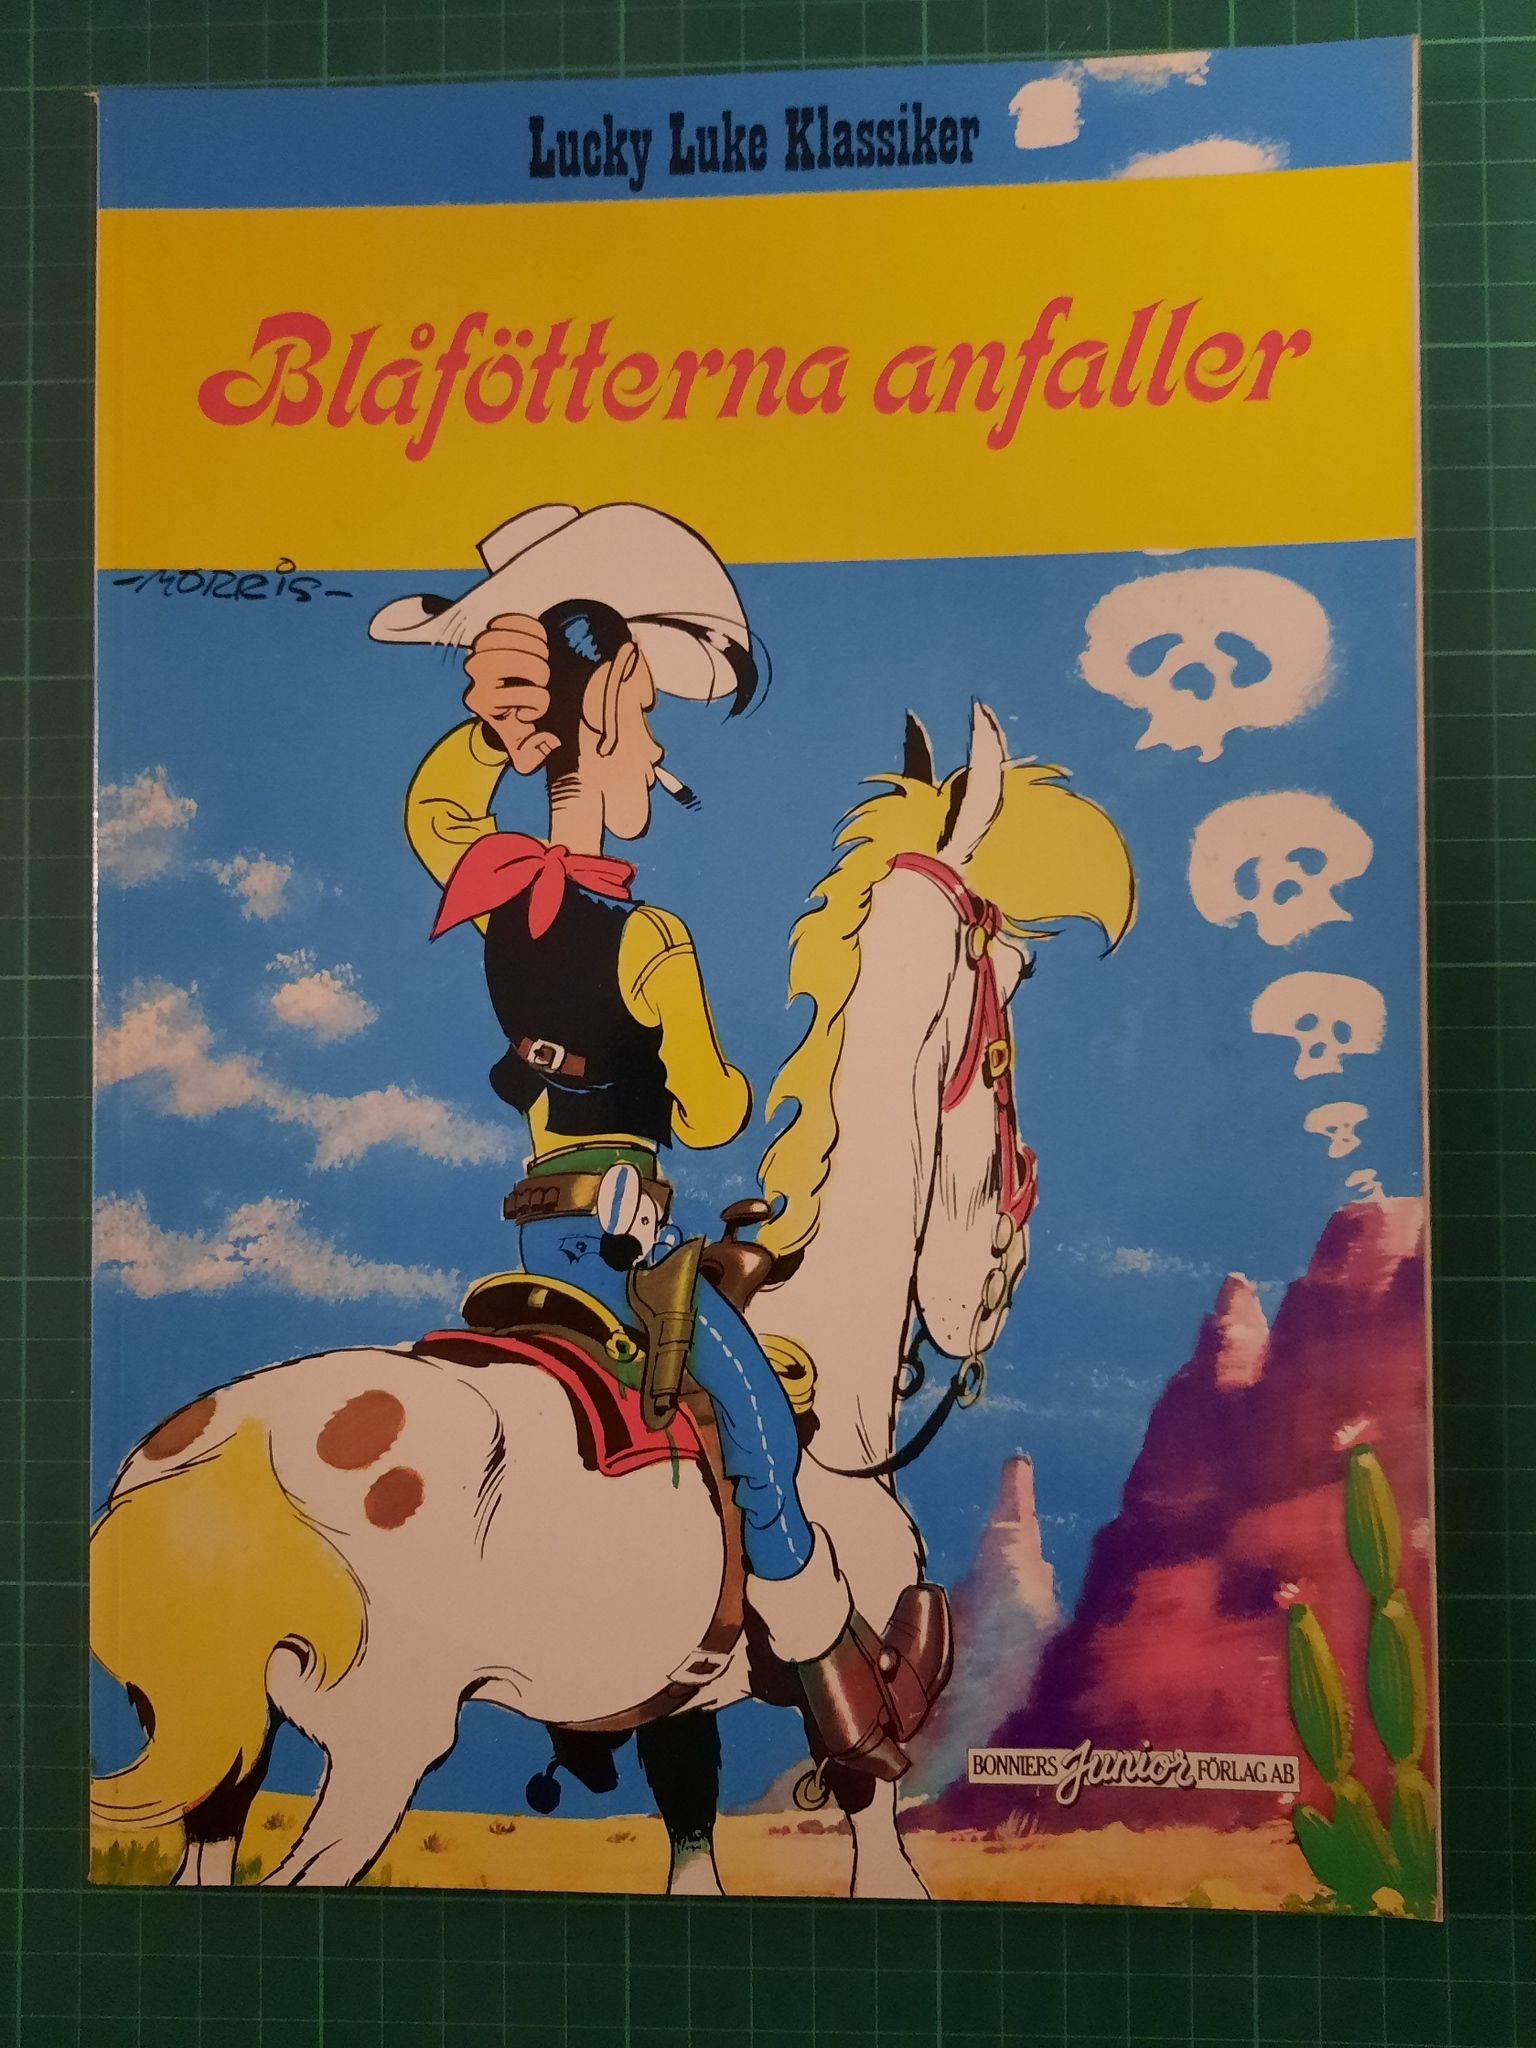 Lucky Luke Klassiker
Blåfötterna anfaller
-MORRIS-
BONNIERS Junior FÖRLAG AB